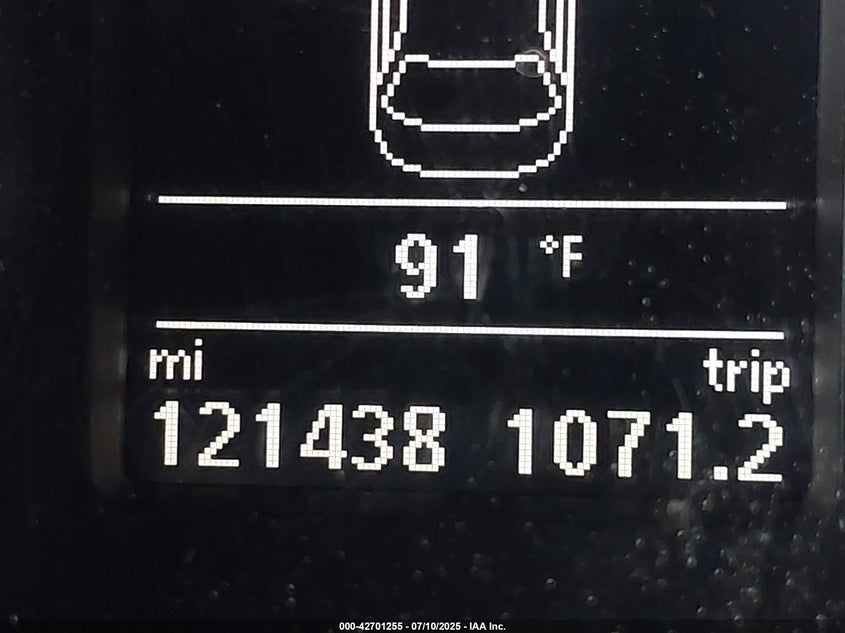 91 °F
mi trip
121438 1071.2
000-42701255 - 07/10/2025 - IAA Inc.